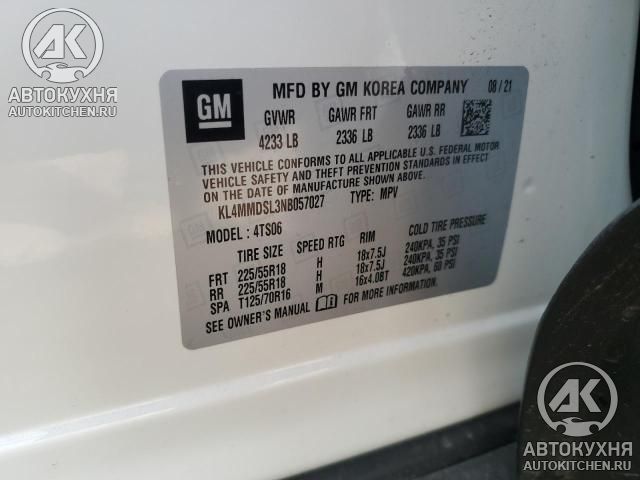 АВТОКУХНЯ
AUTOKITCHEN.RU
GM
MFD BY GM KOREA COMPANY 08/21
GVWR GAWR FRT GAWR RR
4233 LB 2336 LB 2336 LB
THIS VEHICLE CONFORMS TO ALL APPLICABLE U.S. FEDERAL MOTOR
VEHICLE SAFETY AND THEFT PREVENTION STANDARDS IN EFFECT
ON THE DATE OF MANUFACTURE SHOWN ABOVE.
KL4MMDSL3NB057027 TYPE: MPV
MODEL : 4TS06
TIRE SIZE SPEED RTG RIM
FRT 225/55R18 H 18x7.5J 240KPA, 35 PSI
RR 225/55R18 H 18x7.5J 240KPA, 35 PSI
SPA T125/70R16 M 16x4.0BT 420KPA, 60 PSI
SEE OWNER'S MANUAL FOR MORE INFORMATION.
АК
АВТОКУХНЯ
AUTOKITCHEN.RU